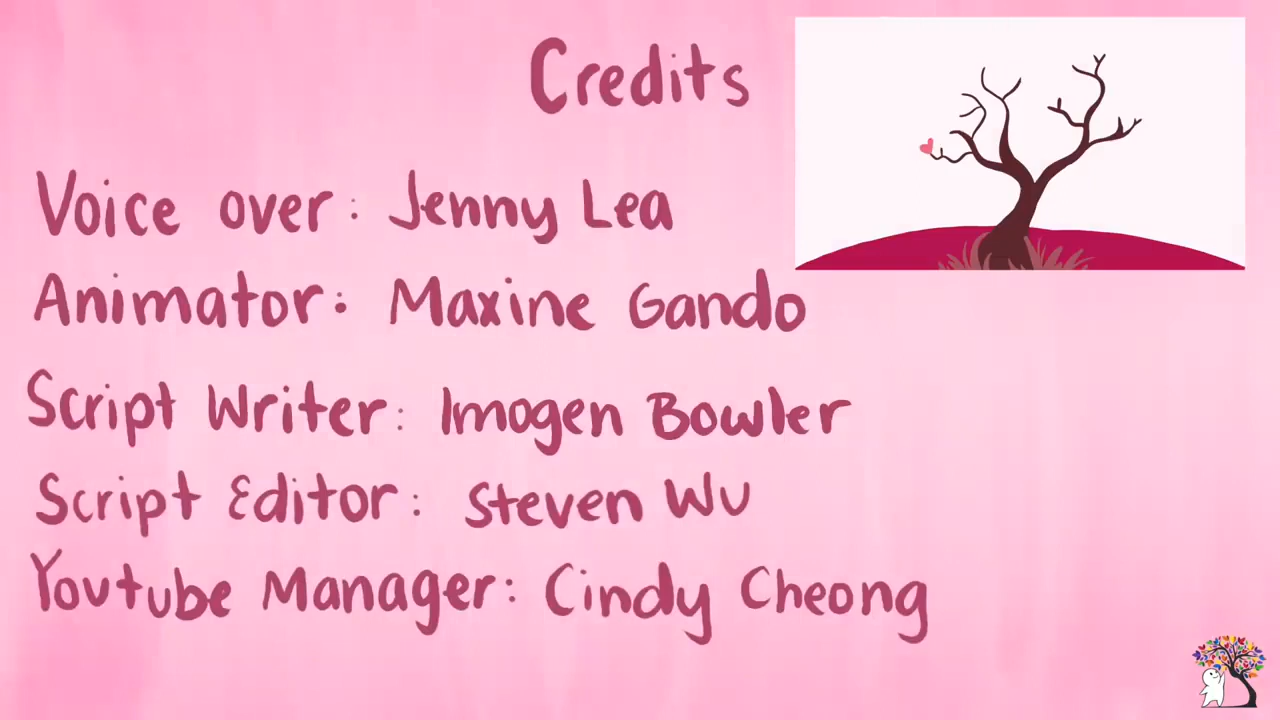 Credits
Voice over: Jenny Lea
Animator: Maxine Gando
Script Writer: Imogen Bowler
Script Editor: Steven Wu
Youtube Manager: Cindy Cheong